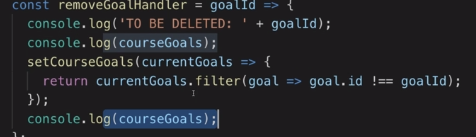 const removeGoalHandler = goalId => {
console.log('TO BE DELETED: ' + goalId);
console.log(courseGoals);
setCourseGoals(currentGoals => {
return currentGoals.filter(goal => goal.id !== goalId);
});
console.log(courseGoals);
};